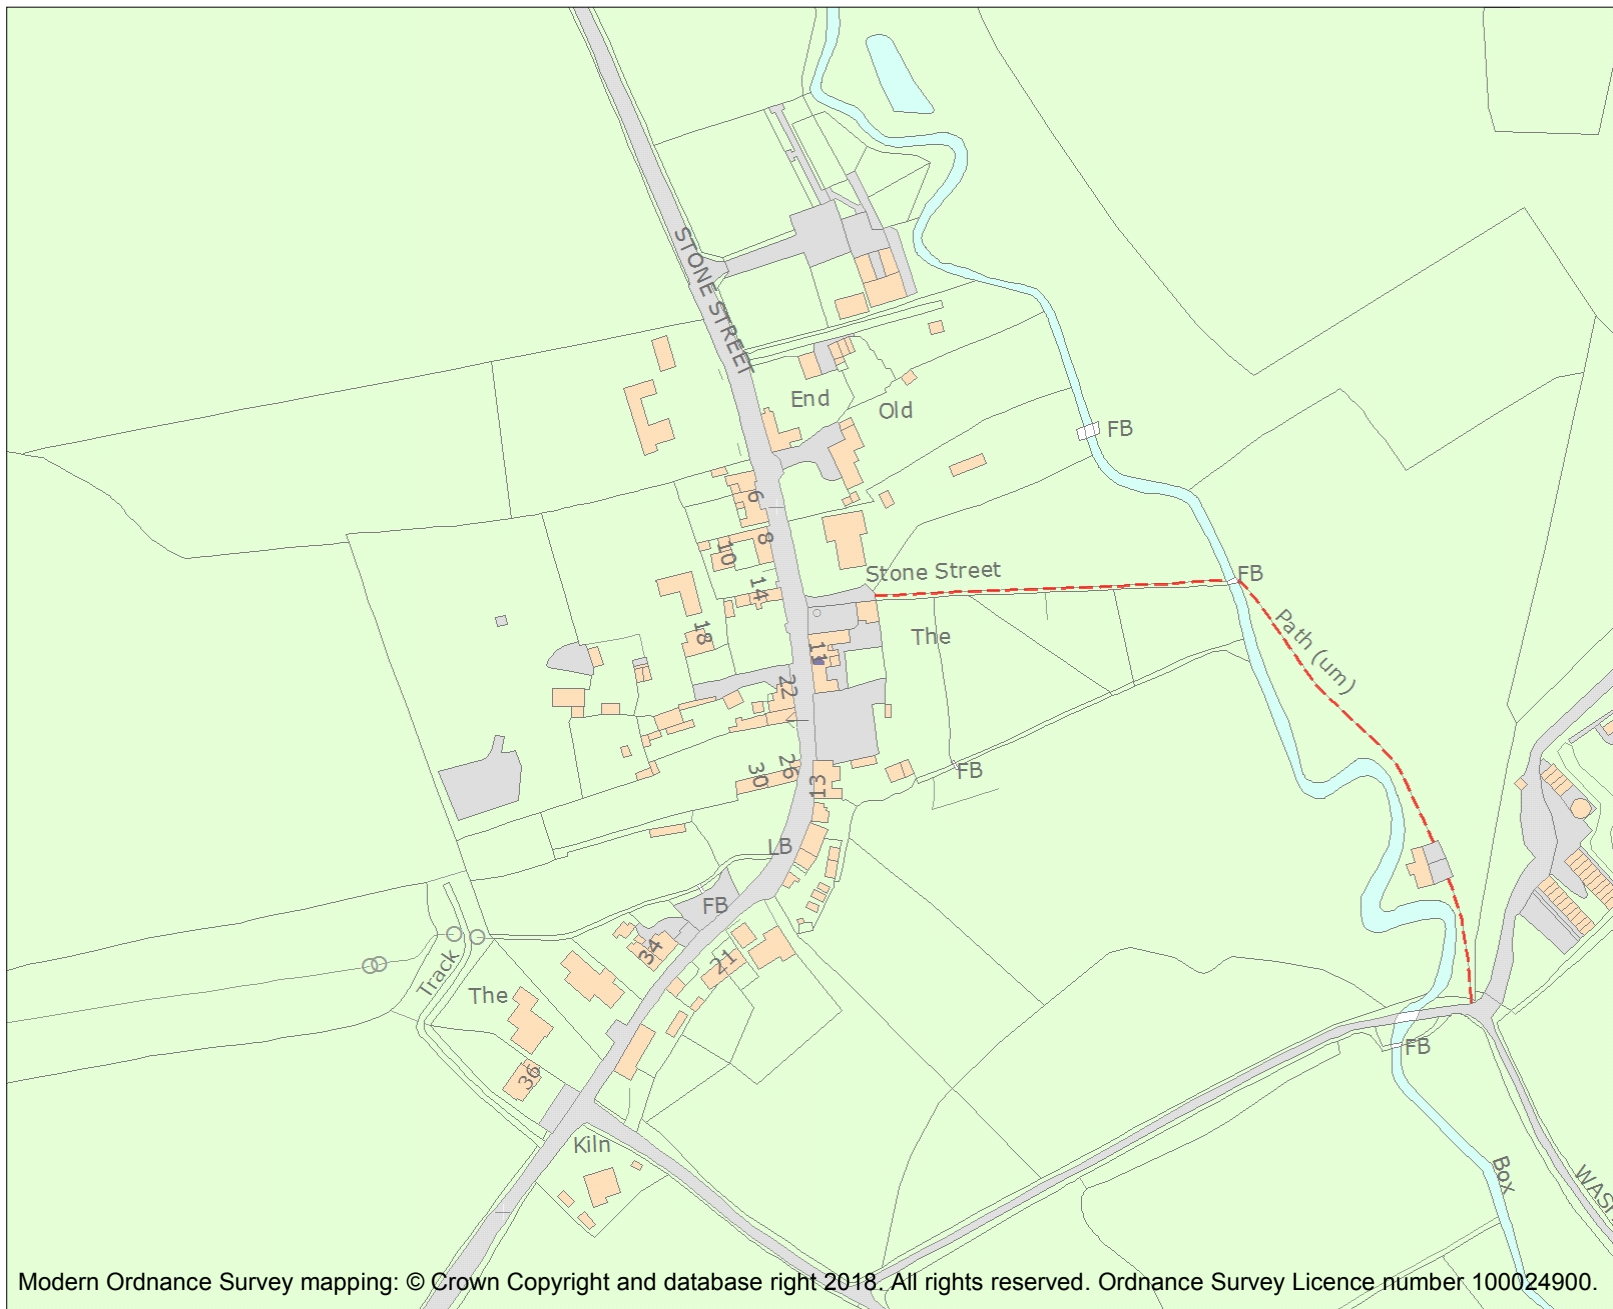 STONE STREET
End
Old
FB
6
8
10
Stone Street
FB
14
Path (um)
18
The
11
22
26
30
13
FB
LB
FB
34
21
Track
The
36
FB
Kiln
Box
WASH
Modern Ordnance Survey mapping: © Crown Copyright and database right 2018. All rights reserved. Ordnance Survey Licence number 100024900.